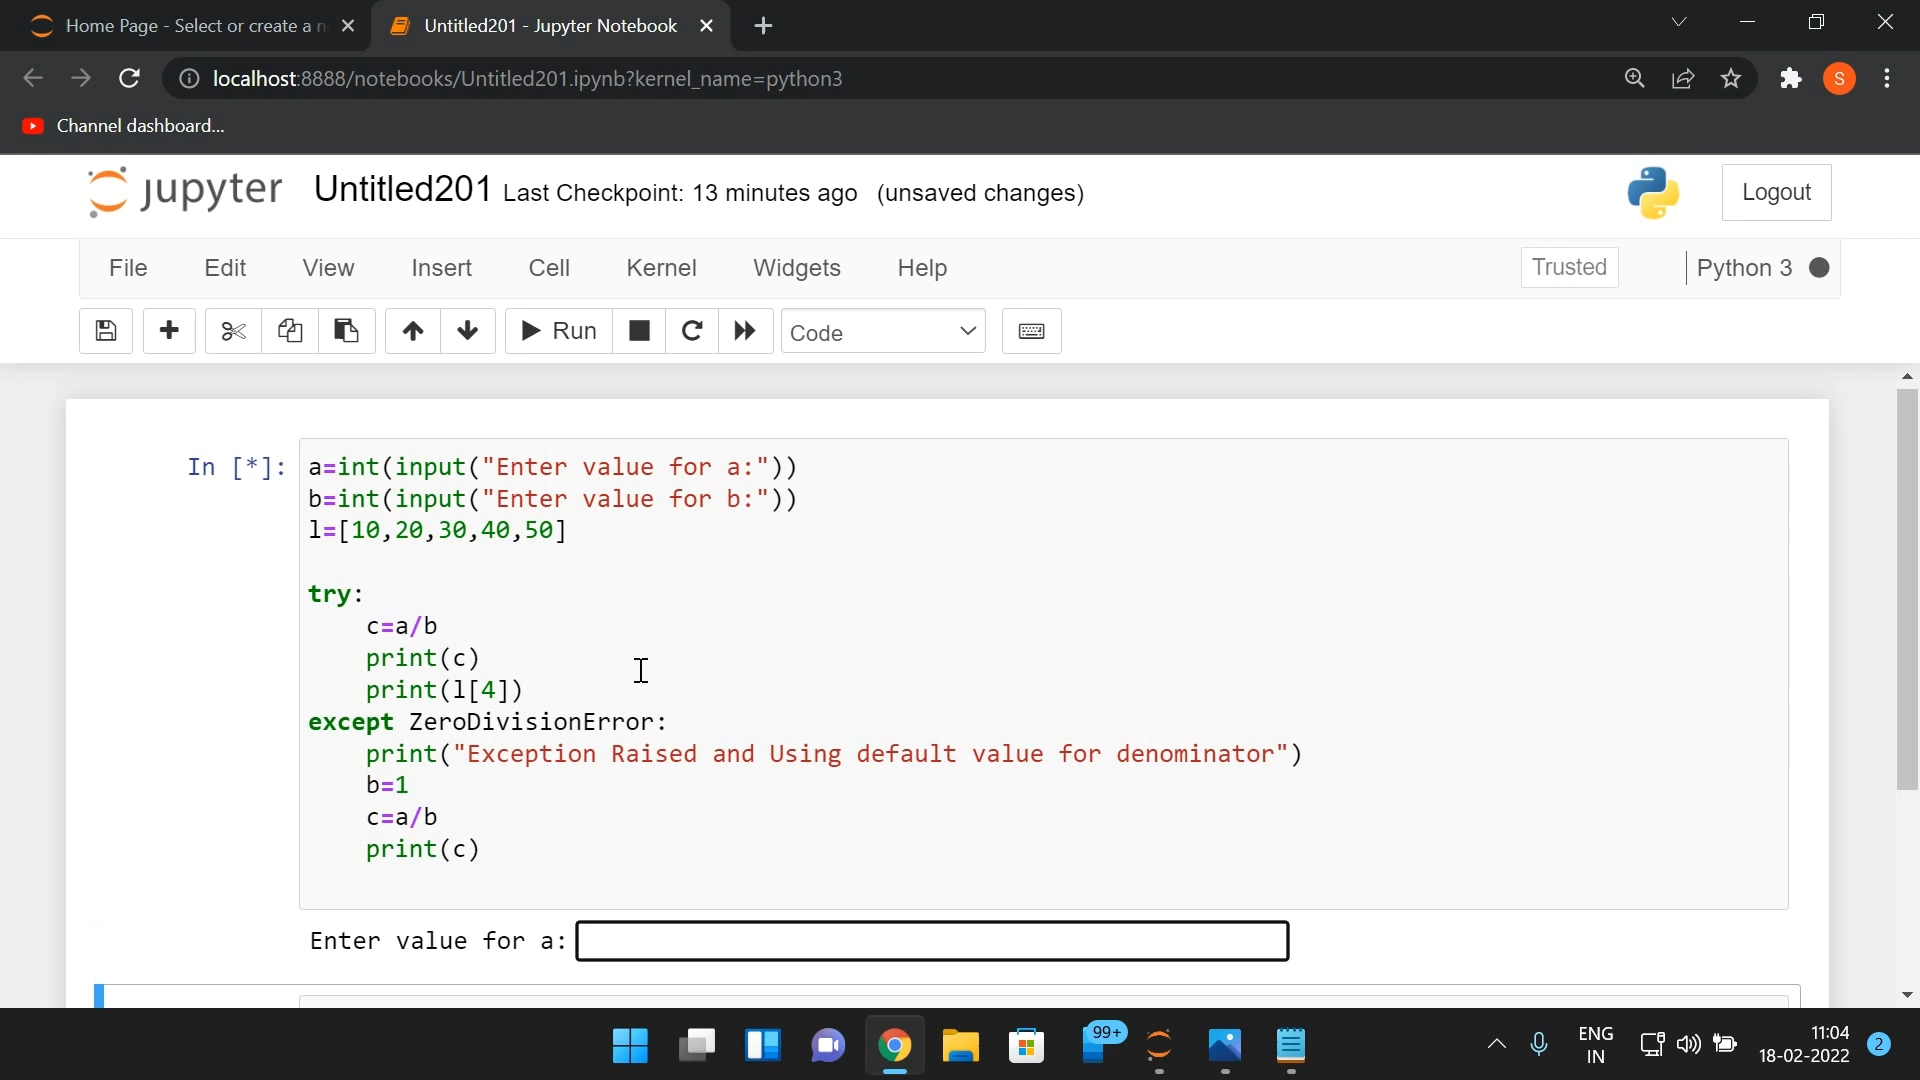 Home Page - Select or create a n
Untitled201 - Jupyter Notebook
localhost:8888/notebooks/Untitled201.ipynb?kernel_name=python3
S
Channel dashboard...
jupyter Untitled201 Last Checkpoint: 13 minutes ago (unsaved changes)
Logout
File Edit View Insert Cell Kernel Widgets Help
Trusted
Python 3
Run
Code
In [*]:
a=int(input("Enter value for a:"))
b=int(input("Enter value for b:"))
l=[10,20,30,40,50]
try:
c=a/b
print(c)
print(l[4])
except ZeroDivisionError:
print("Exception Raised and Using default value for denominator")
b=1
c=a/b
print(c)
Enter value for a:
99+
ENG
IN
11:04
18-02-2022
2